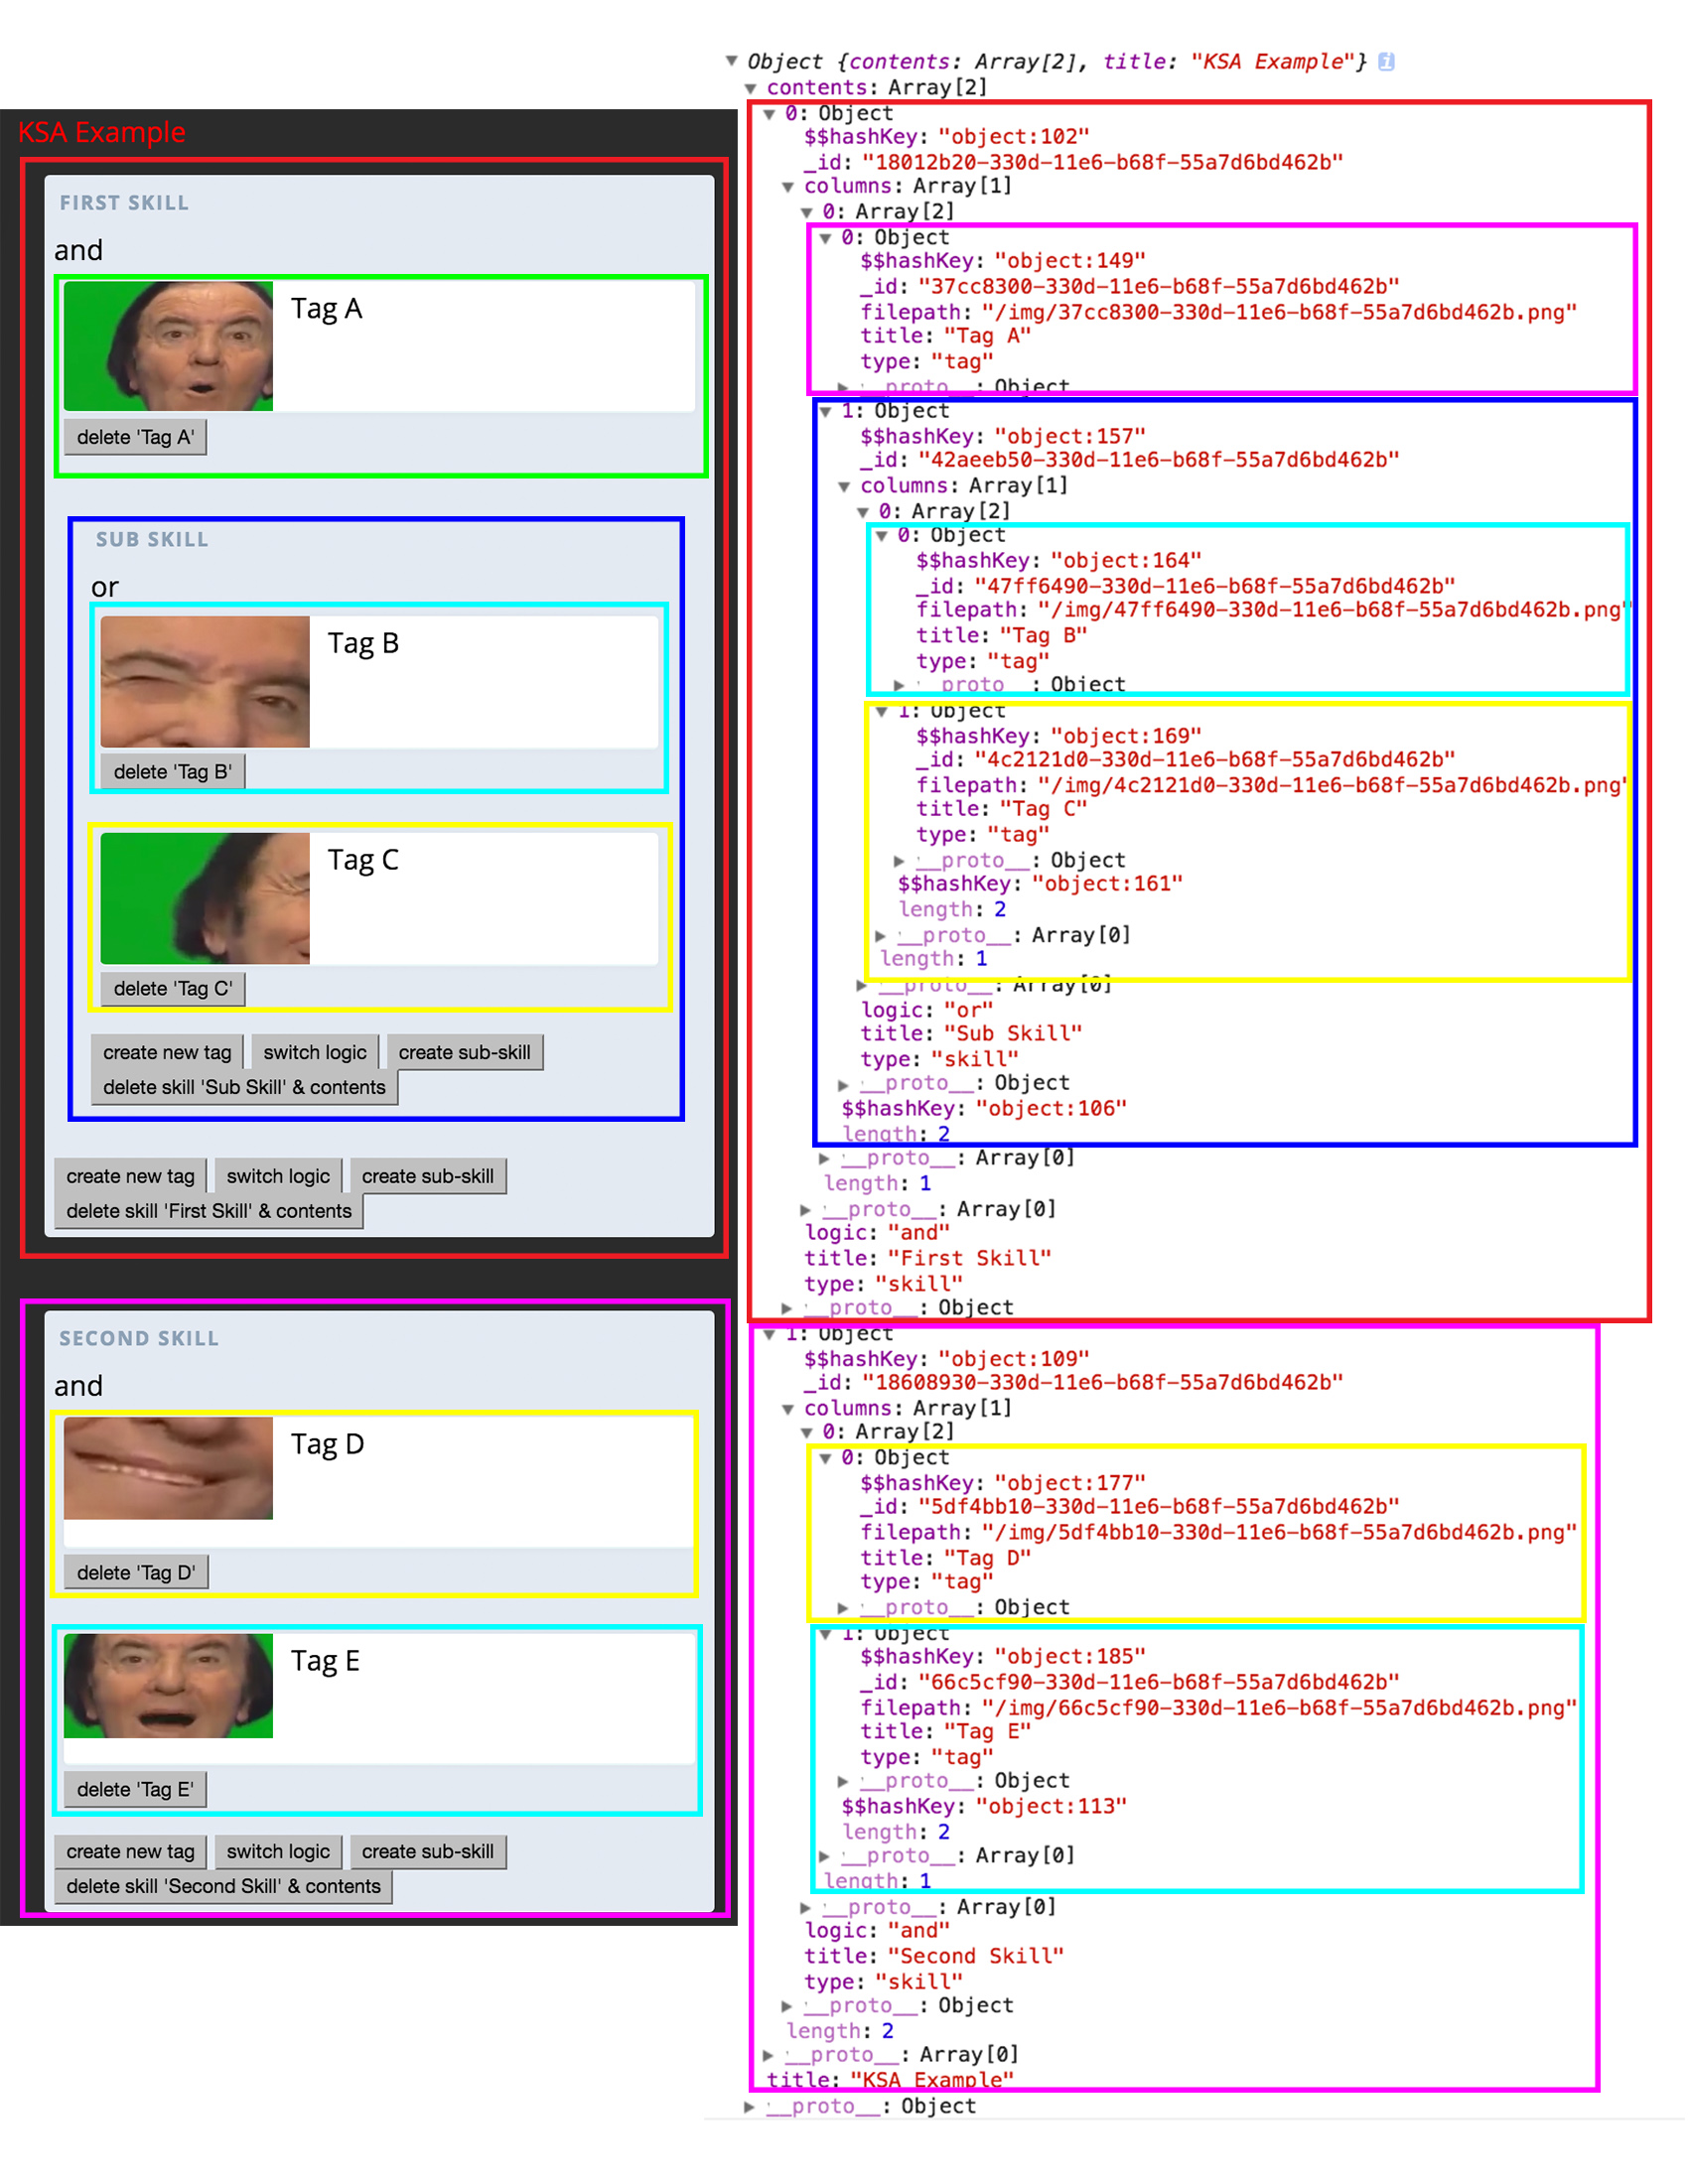 KSA Example
FIRST SKILL
and
Tag A
delete 'Tag A'
SUB SKILL
or
Tag B
delete 'Tag B'
Tag C
delete 'Tag C'
create new tag switch logic create sub-skill
delete skill 'Sub Skill' & contents
create new tag switch logic create sub-skill
delete skill 'First Skill' & contents
SECOND SKILL
and
Tag D
delete 'Tag D'
Tag E
delete 'Tag E'
create new tag switch logic create sub-skill
delete skill 'Second Skill' & contents
Object {contents: Array[2], title: "KSA Example"} i
contents: Array[2]
0: Object
$$hashKey: "object:102"
_id: "18012b20-330d-11e6-b68f-55a7d6bd462b"
columns: Array[1]
0: Array[2]
0: Object
$$hashKey: "object:149"
_id: "37cc8300-330d-11e6-b68f-55a7d6bd462b"
filepath: "/img/37cc8300-330d-11e6-b68f-55a7d6bd462b.png"
title: "Tag A"
type: "tag"
__proto__: Object
1: Object
$$hashKey: "object:157"
_id: "42aeeb50-330d-11e6-b68f-55a7d6bd462b"
columns: Array[1]
0: Array[2]
0: Object
$$hashKey: "object:164"
_id: "47ff6490-330d-11e6-b68f-55a7d6bd462b"
filepath: "/img/47ff6490-330d-11e6-b68f-55a7d6bd462b.png"
title: "Tag B"
type: "tag"
__proto__: Object
1: Object
$$hashKey: "object:169"
_id: "4c2121d0-330d-11e6-b68f-55a7d6bd462b"
filepath: "/img/4c2121d0-330d-11e6-b68f-55a7d6bd462b.png"
title: "Tag C"
type: "tag"
__proto__: Object
$$hashKey: "object:161"
length: 2
__proto__: Array[0]
length: 1
__proto__: Array[0]
logic: "or"
title: "Sub Skill"
type: "skill"
__proto__: Object
$$hashKey: "object:106"
length: 2
__proto__: Array[0]
length: 1
__proto__: Array[0]
logic: "and"
title: "First Skill"
type: "skill"
__proto__: Object
1: Object
$$hashKey: "object:109"
_id: "18608930-330d-11e6-b68f-55a7d6bd462b"
columns: Array[1]
0: Array[2]
0: Object
$$hashKey: "object:177"
_id: "5df4bb10-330d-11e6-b68f-55a7d6bd462b"
filepath: "/img/5df4bb10-330d-11e6-b68f-55a7d6bd462b.png"
title: "Tag D"
type: "tag"
__proto__: Object
1: Object
$$hashKey: "object:185"
_id: "66c5cf90-330d-11e6-b68f-55a7d6bd462b"
filepath: "/img/66c5cf90-330d-11e6-b68f-55a7d6bd462b.png"
title: "Tag E"
type: "tag"
__proto__: Object
$$hashKey: "object:113"
length: 2
__proto__: Array[0]
length: 1
__proto__: Array[0]
logic: "and"
title: "Second Skill"
type: "skill"
__proto__: Object
length: 2
__proto__: Array[0]
title: "KSA Example"
__proto__: Object